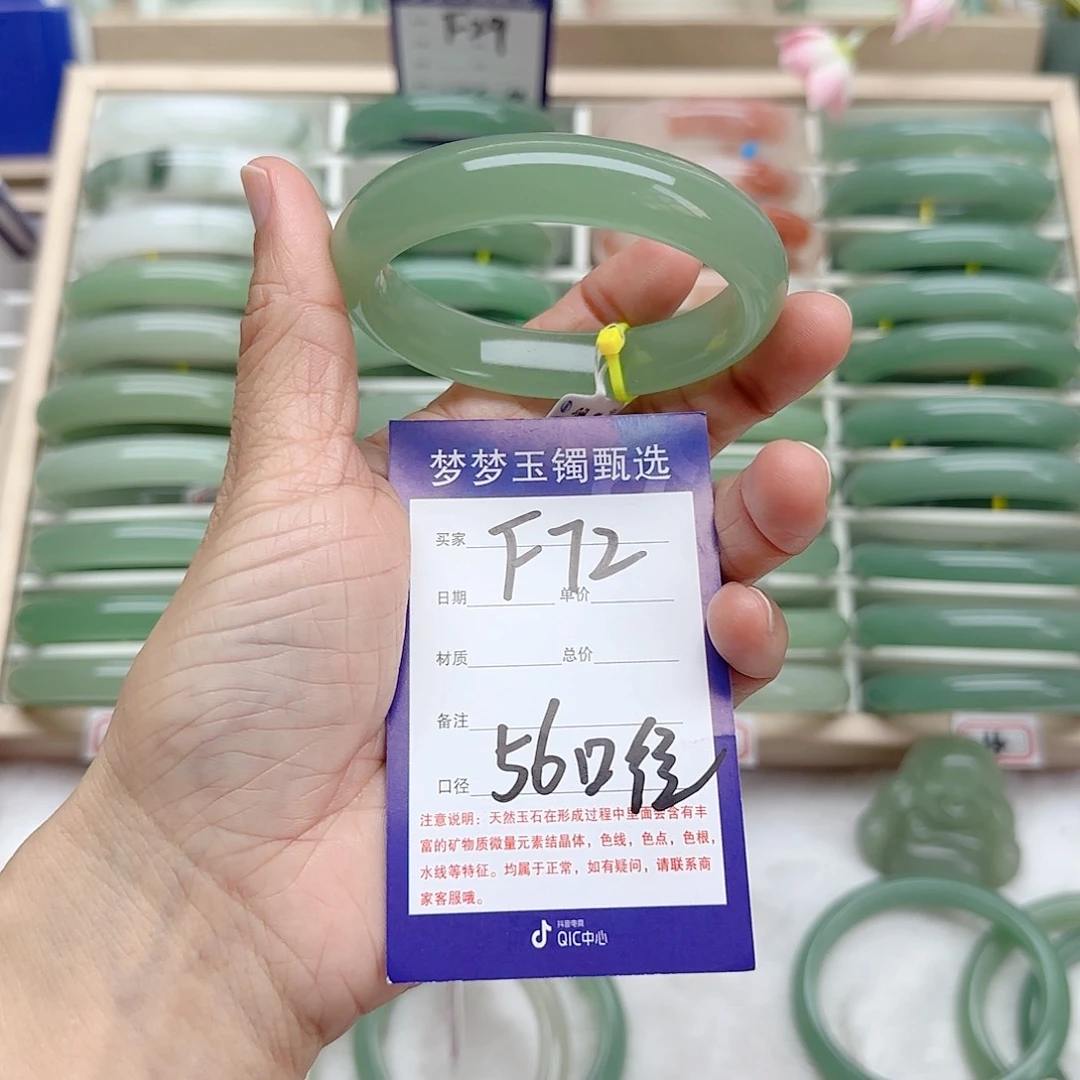 F79
梦梦玉镯甄选
买家 F72
日期 单价
材质 总价
备注
口径 56口径
注意说明：天然玉石在形成过程中里面会含有丰
富的矿物质微量元素结晶体，色线，色点，色根，
水线等特征。均属于正常，如有疑问，请联系商
家客服哦。
抖音电商
QIC中心